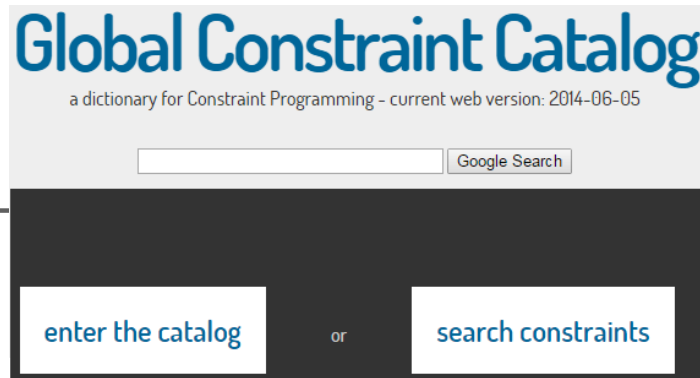 Global Constraint Catalog
a dictionary for Constraint Programming - current web version: 2014-06-05
Google Search
enter the catalog or search constraints